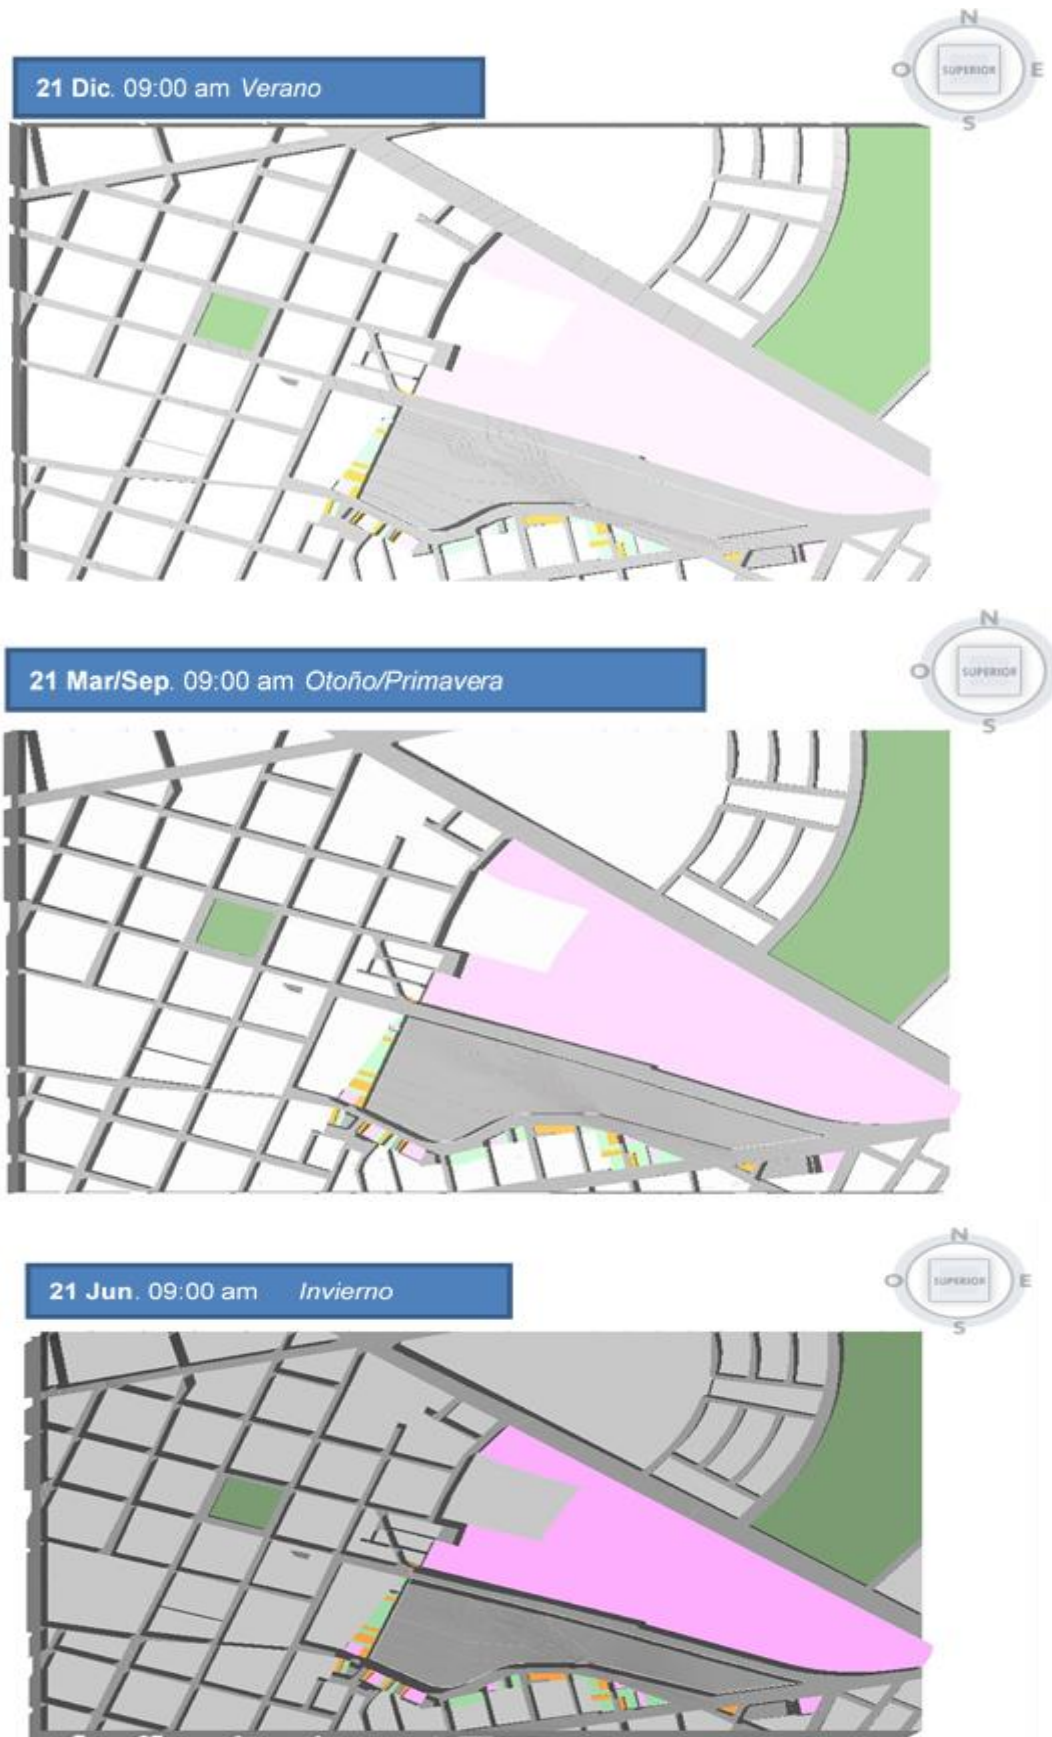 N
O SUPERIOR E
S
21 Dic. 09:00 am Verano
N
O SUPERIOR
S
21 Mar/Sep. 09:00 am Otoño/Primavera
N
O SUPERIOR E
S
21 Jun. 09:00 am Invierno